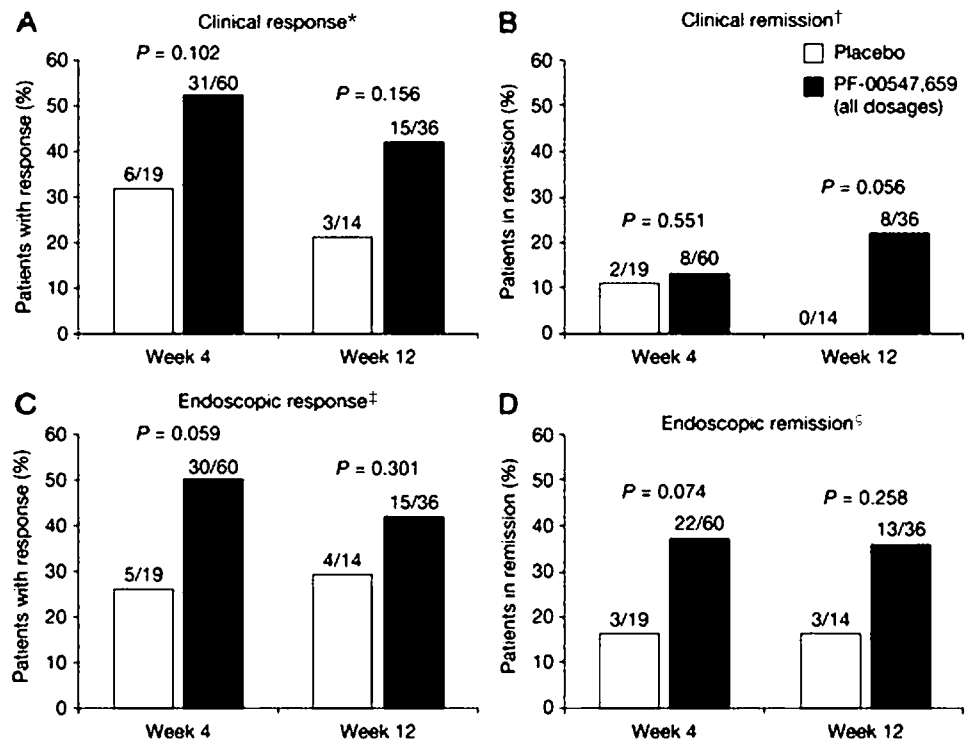 A
Clinical response*
P = 0.102
P = 0.156
Patients with response (%)
60
50
40
30
20
10
0
6/19
31/60
3/14
15/36
Week 4
Week 12
B
Clinical remission†
Placebo
PF-00547,659
(all dosages)
P = 0.551
P = 0.056
Patients in remission (%)
60
50
40
30
20
10
0
2/19
8/60
0/14
8/36
Week 4
Week 12
C
Endoscopic response‡
P = 0.059
P = 0.301
Patients with response (%)
60
50
40
30
20
10
0
5/19
30/60
4/14
15/36
Week 4
Week 12
D
Endoscopic remission
P = 0.074
P = 0.258
Patients in remission (%)
60
50
40
30
20
10
0
3/19
22/60
3/14
13/36
Week 4
Week 12